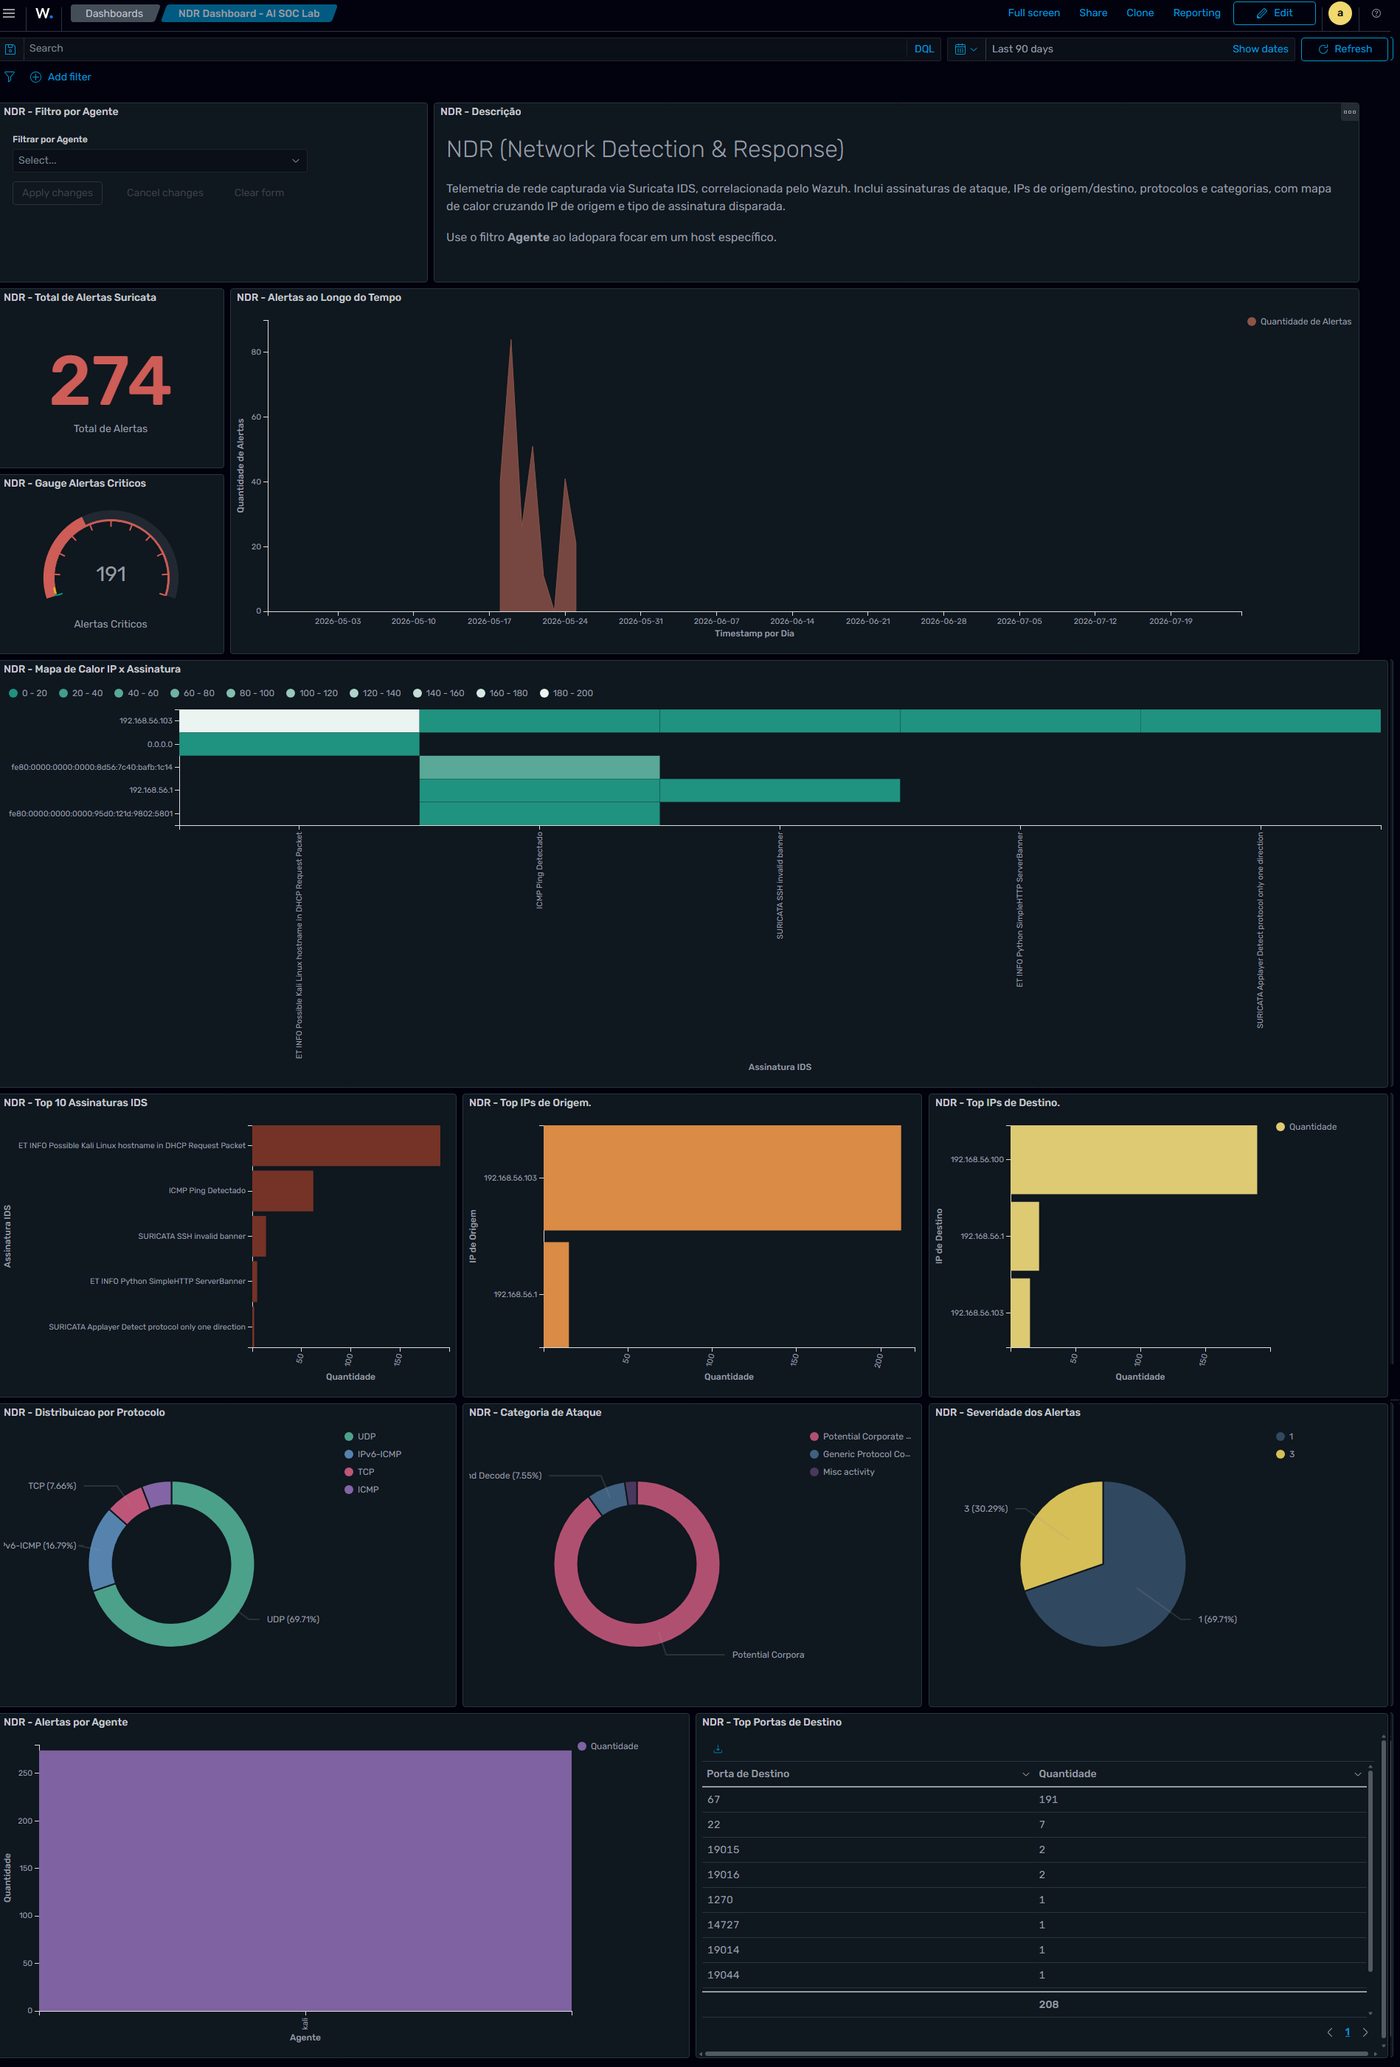 W.
Dashboards
NDR Dashboard - AI SOC Lab
Full screen
Share
Clone
Reporting
Edit
a
Search
DQL
Last 90 days
Show dates
Refresh
Add filter
NDR - Filtro por Agente
Filtrar por Agente
Select...
Apply changes
Cancel changes
Clear form
NDR - Descrição
NDR (Network Detection & Response)
Telemetria de rede capturada via Suricata IDS, correlacionada pelo Wazuh. Inclui assinaturas de ataque, IPs de origem/destino, protocolos e categorias, com mapa
de calor cruzando IP de origem e tipo de assinatura disparada.
Use o filtro Agente ao ladopara focar em um host específico.
NDR - Total de Alertas Suricata
274
Total de Alertas
NDR - Gauge Alertas Criticos
191
Alertas Criticos
NDR - Alertas ao Longo do Tempo
Quantidade de Alertas
Quantidade de Alertas
80
60
40
20
0
2026-05-03
2026-05-10
2026-05-17
2026-05-24
2026-05-31
2026-06-07
2026-06-14
2026-06-21
2026-06-28
2026-07-05
2026-07-12
2026-07-19
Timestamp por Dia
NDR - Mapa de Calor IP x Assinatura
0 - 20
20 - 40
40 - 60
60 - 80
80 - 100
100 - 120
120 - 140
140 - 160
160 - 180
180 - 200
192.168.56.103
0.0.0.0
fe80:0000:0000:0000:8d56:7c40:bafb:1c14
192.168.56.1
fe80:0000:0000:0000:95d0:121d:9802:5801
ET INFO Possible Kali Linux hostname in DHCP Request Packet
ICMP Ping Detectado
SURICATA SSH invalid banner
ET INFO Python SimpleHTTP ServerBanner
SURICATA Applayer Detect protocol only one direction
Assinatura IDS
NDR - Top 10 Assinaturas IDS
Assinatura IDS
ET INFO Possible Kali Linux hostname in DHCP Request Packet
ICMP Ping Detectado
SURICATA SSH invalid banner
ET INFO Python SimpleHTTP ServerBanner
SURICATA Applayer Detect protocol only one direction
50
100
150
Quantidade
NDR - Top IPs de Origem.
IP de Origem
192.168.56.103
192.168.56.1
50
100
150
200
Quantidade
NDR - Top IPs de Destino.
Quantidade
IP de Destino
192.168.56.100
192.168.56.1
192.168.56.103
50
100
150
Quantidade
NDR - Distribuicao por Protocolo
UDP
IPv6-ICMP
TCP
ICMP
TCP (7.66%)
v6-ICMP (16.79%)
UDP (69.71%)
NDR - Categoria de Ataque
Potential Corporate ...
Generic Protocol Co...
Misc activity
nd Decode (7.55%)
Potential Corpora
NDR - Severidade dos Alertas
1
3
3 (30.29%)
1 (69.71%)
NDR - Alertas por Agente
Quantidade
Quantidade
250
200
150
100
50
0
kali
Agente
NDR - Top Portas de Destino
Porta de Destino
Quantidade
67
191
22
7
19015
2
19016
2
1270
1
14727
1
19014
1
19044
1
208
1